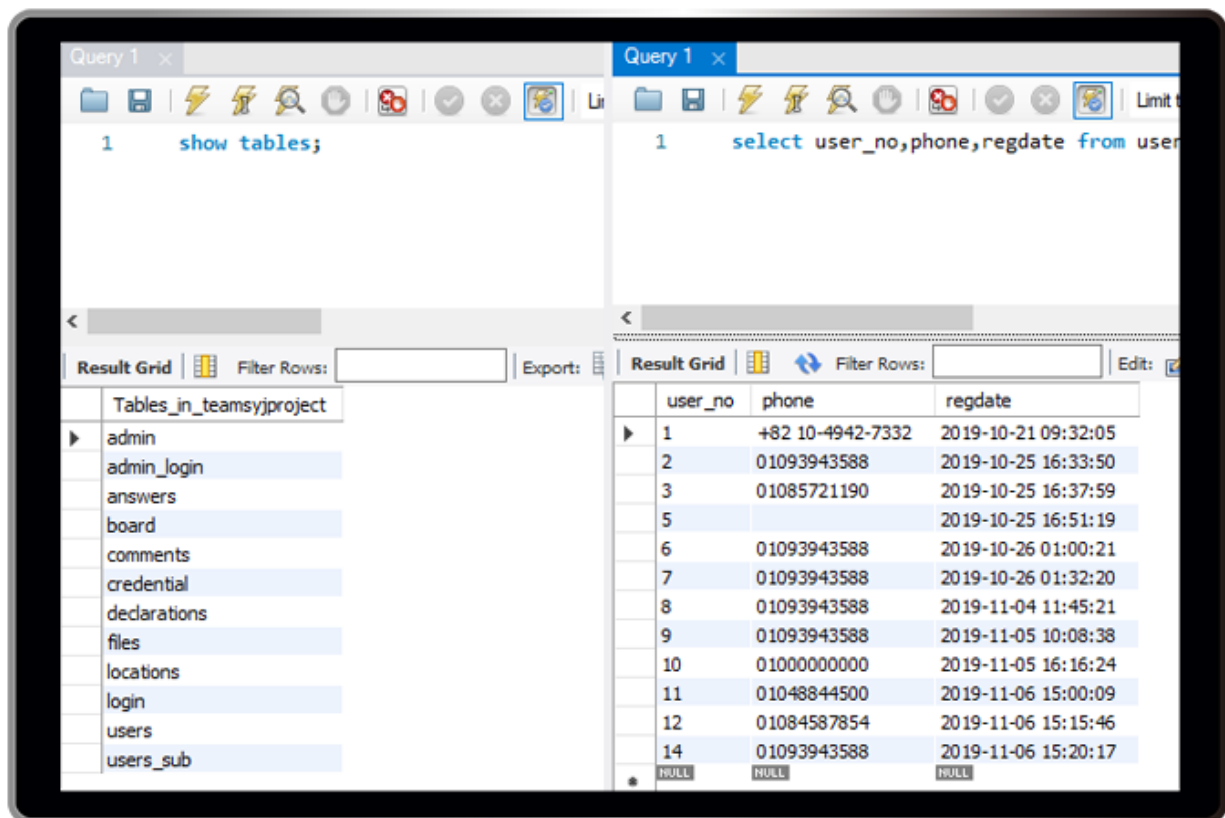 Query 1
1 show tables;
Result Grid Filter Rows: Export:
Tables_in_teamsyjproject
admin
admin_login
answers
board
comments
credential
declarations
files
locations
login
users
users_sub
Query 1
Limit t
1 select user_no,phone,regdate from user
Result Grid Filter Rows: Edit:
user_no phone regdate
1 +82 10-4942-7332 2019-10-21 09:32:05
2 01093943588 2019-10-25 16:33:50
3 01085721190 2019-10-25 16:37:59
5 2019-10-25 16:51:19
6 01093943588 2019-10-26 01:00:21
7 01093943588 2019-10-26 01:32:20
8 01093943588 2019-11-04 11:45:21
9 01093943588 2019-11-05 10:08:38
10 01000000000 2019-11-05 16:16:24
11 01048844500 2019-11-06 15:00:09
12 01084587854 2019-11-06 15:15:46
14 01093943588 2019-11-06 15:20:17
NULL NULL NULL